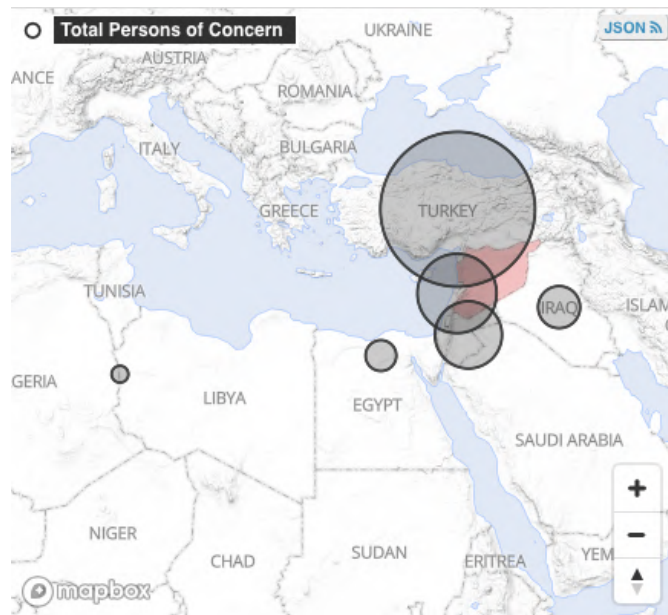 Total Persons of Concern
JSON
UKRAINE
ANCE
AUSTRIA
ROMANIA
ITALY
BULGARIA
GREECE
TURKEY
TUNISIA
IRAQ
ISLAM
GERIA
LIBYA
EGYPT
SAUDI ARABIA
NIGER
CHAD
SUDAN
ERITREA
YEM
+
−
mapbox